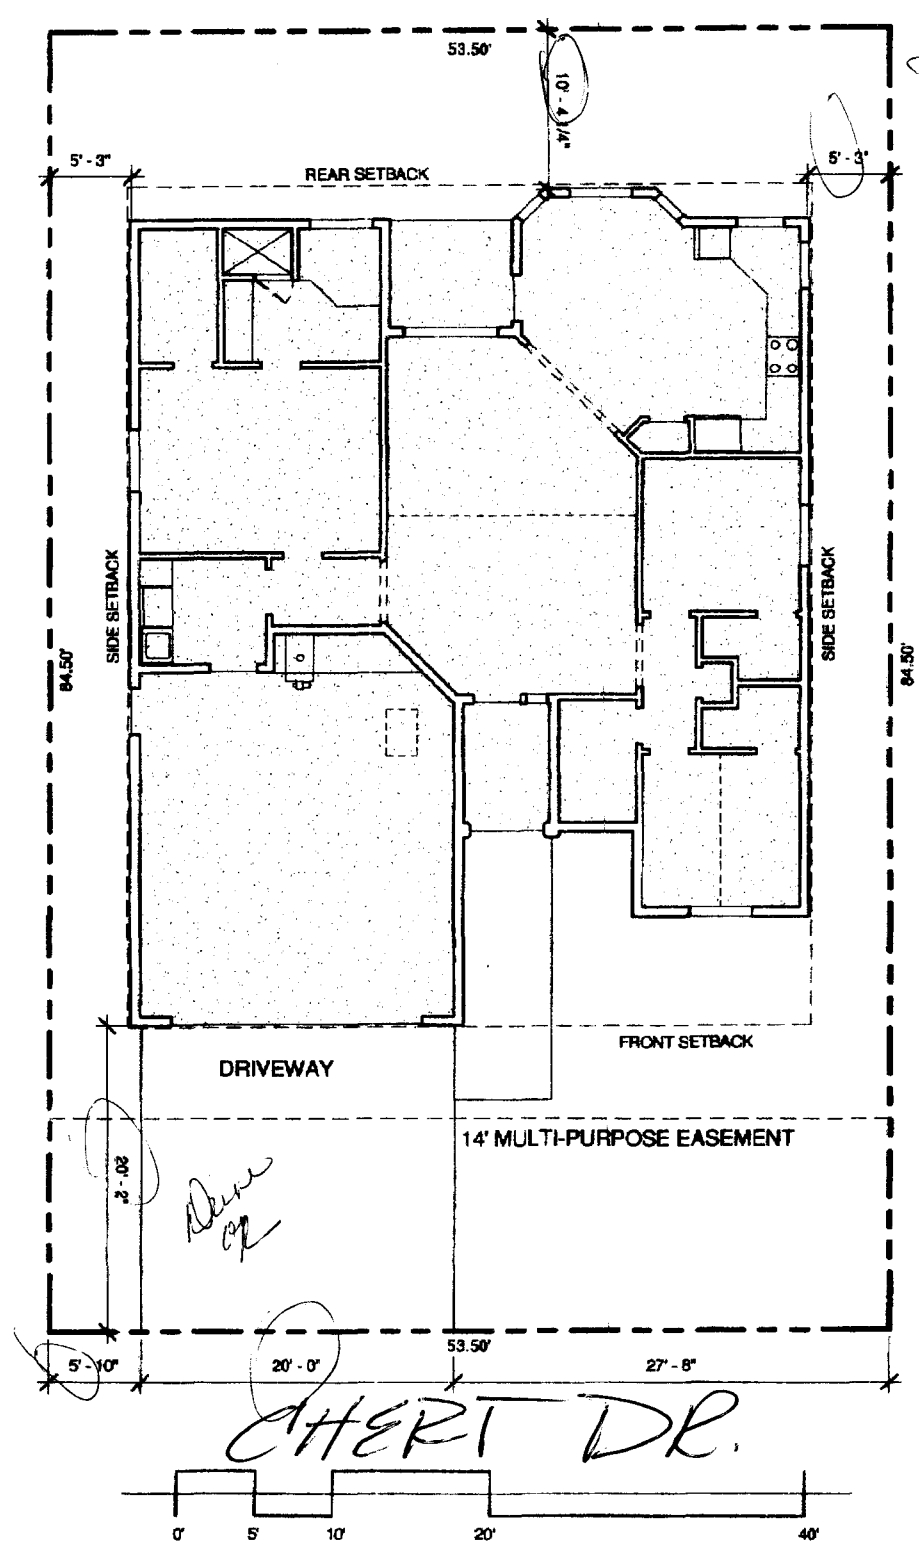 53.50'
10' - 4 3/4"
5' - 3"
5' - 3"
REAR SETBACK
SIDE SETBACK
SIDE SETBACK
84.50'
84.50'
FRONT SETBACK
DRIVEWAY
14' MULTI-PURPOSE EASEMENT
20' - 2"
53.50'
5' - 10"
20' - 0"
27' - 8"
CHERT DR.
0'
5'
10'
20'
40'